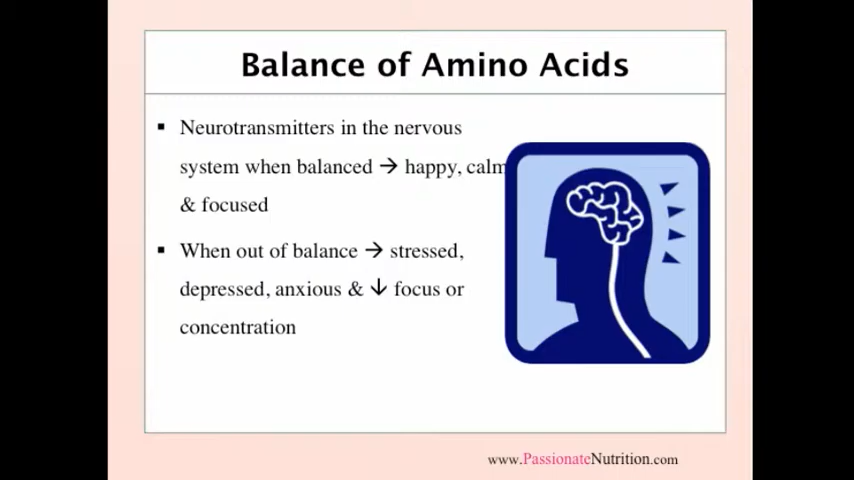 Balance of Amino Acids
▪ Neurotransmitters in the nervous
system when balanced → happy, calm
& focused
▪ When out of balance → stressed,
depressed, anxious & ↓ focus or
concentration
www.PassionateNutrition.com